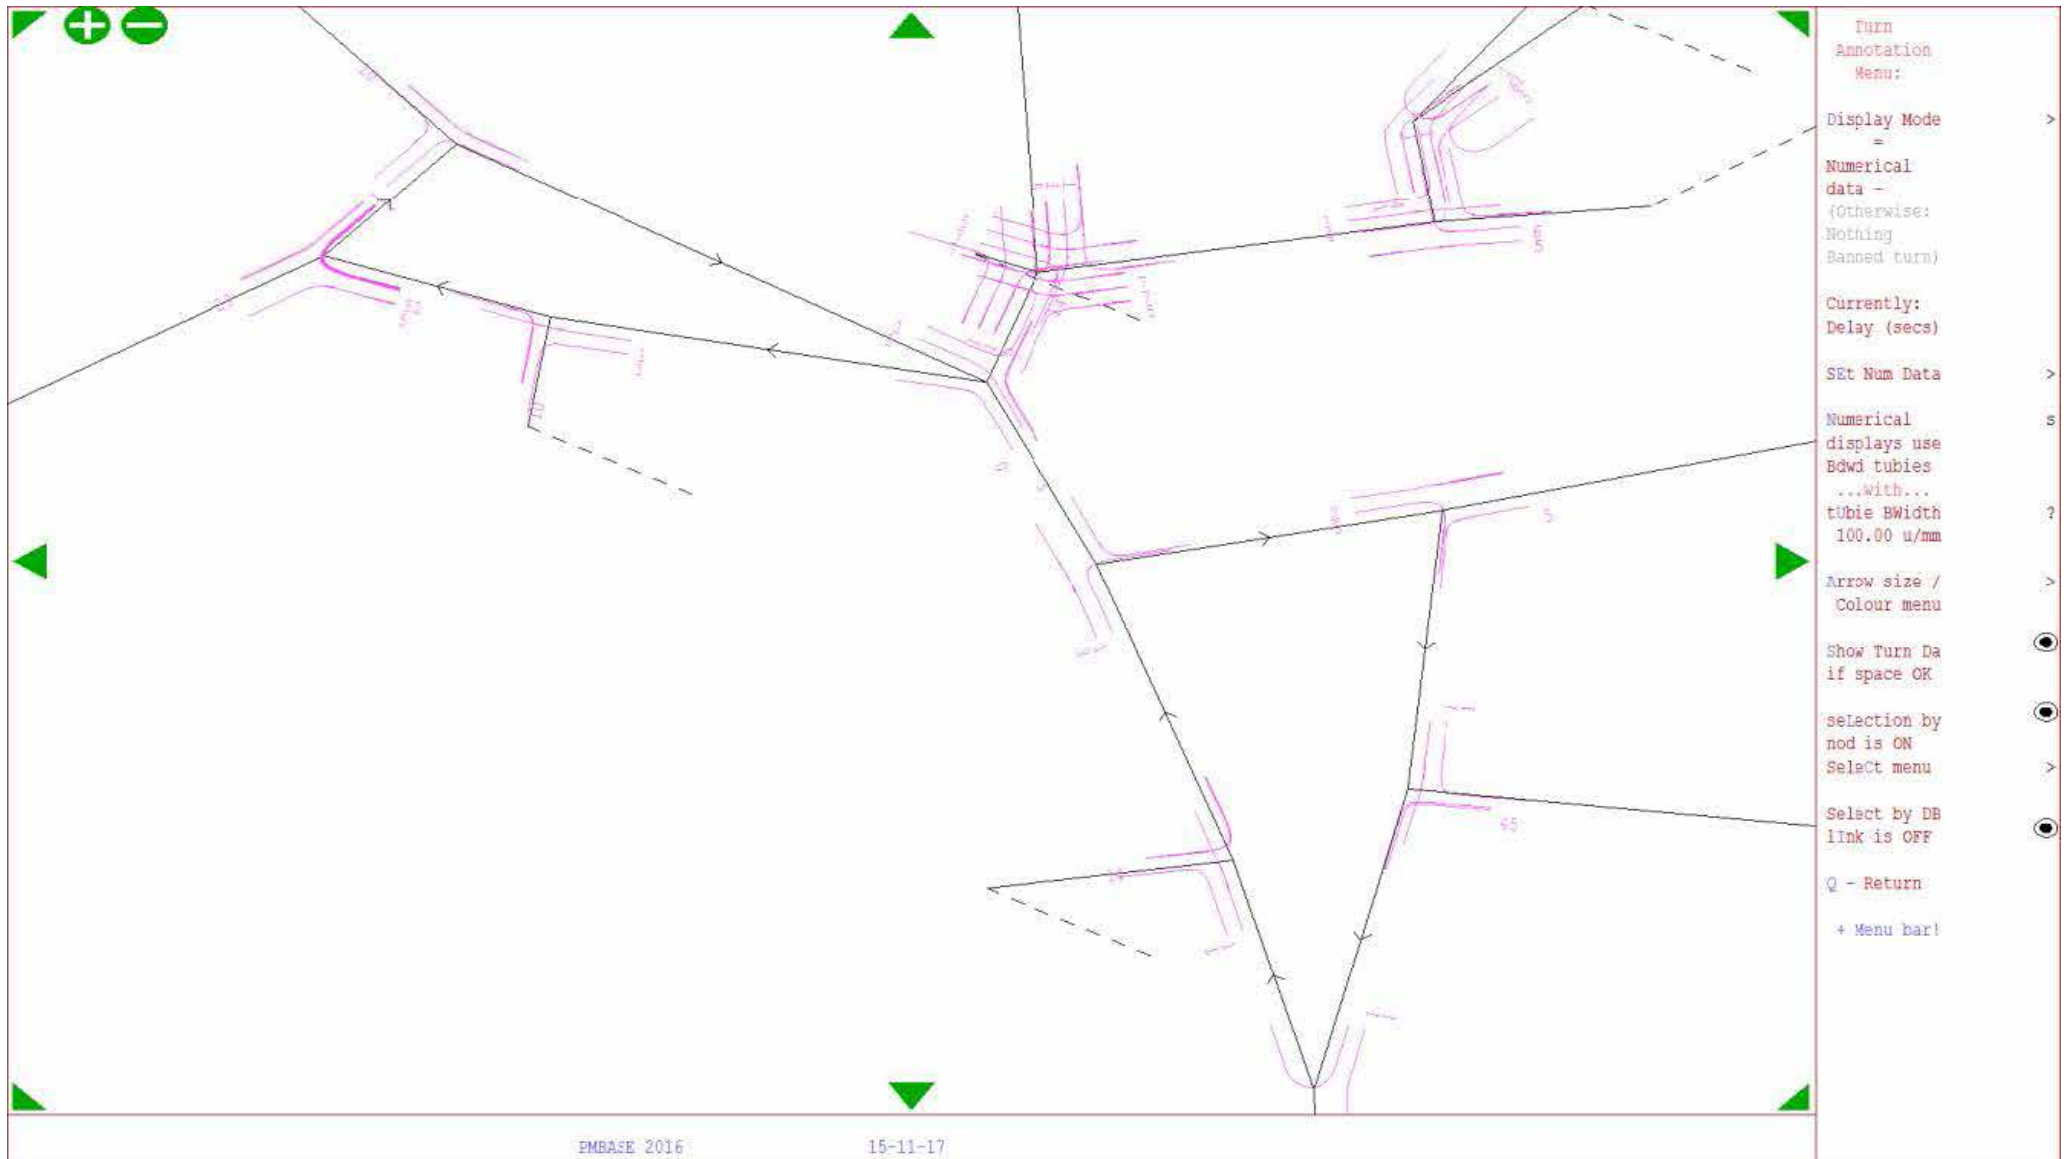 Turn
Annotation
Menu:
Display Mode >
=
Numerical
data -
(Otherwise:
Nothing
Banned turn)
Currently:
Delay (secs)
SEt Num Data >
Numerical s
displays use
Bdwd tubies
...with...
tUbie BWidth ?
100.00 u/mm
Arrow size / >
Colour menu
Show Turn Da
if space OK
seLection by
nod is ON
SeleCt menu >
Select by DB
lInk is OFF
Q - Return
+ Menu bar!
10
5
5
65
PMBASE 2016 15-11-17